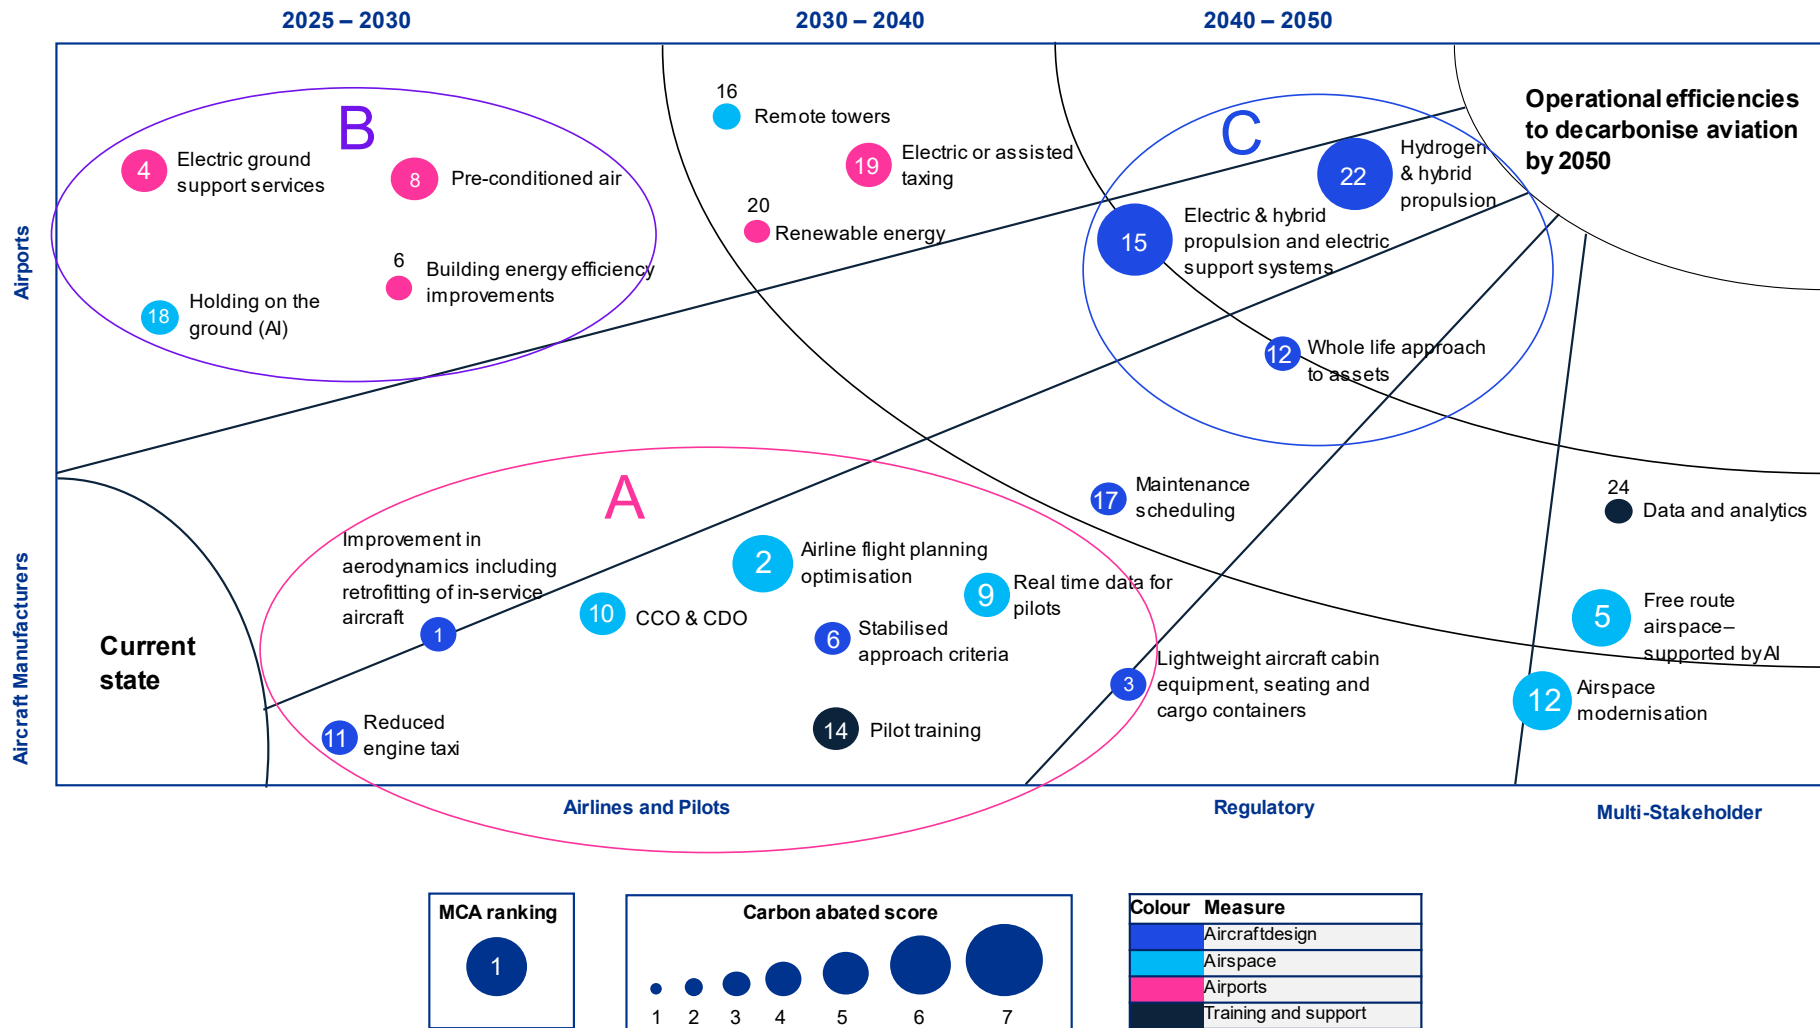 2025 – 2030
2030 – 2040
2040 – 2050
Airports
Aircraft Manufacturers
B
4
Electric ground
support services
8
Pre-conditioned air
6
Building energy efficiency
improvements
18
Holding on the
ground (AI)
16
Remote towers
19
Electric or assisted
taxing
20
Renewable energy
C
22
Hydrogen
& hybrid
propulsion
15
Electric & hybrid
propulsion and electric
support systems
12
Whole life approach
to assets
Operational efficiencies
to decarbonise aviation
by 2050
Current
state
A
Improvement in
aerodynamics including
retrofitting of in-service
aircraft
1
10
CCO & CDO
2
Airline flight planning
optimisation
9
Real time data for
pilots
6
Stabilised
approach criteria
11
Reduced
engine taxi
14
Pilot training
17
Maintenance
scheduling
3
Lightweight aircraft cabin
equipment, seating and
cargo containers
24
Data and analytics
5
Free route
airspace–
supported by AI
12
Airspace
modernisation
Airlines and Pilots
Regulatory
Multi-Stakeholder
MCA ranking
1
Carbon abated score
1 2 3 4 5 6 7
Colour Measure
Aircraftdesign
Airspace
Airports
Training and support